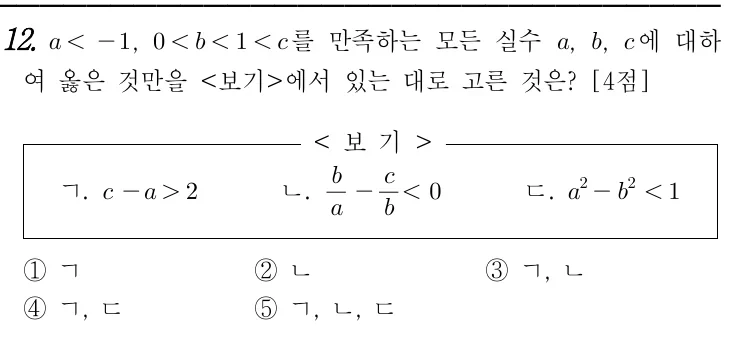 12. a < −1, 0 < b < 1 < c를 만족하는 모든 실수 a, b, c에 대하
여 옳은 것만을 <보기>에서 있는 대로 고른 것은? [4점]
< 보 기 >
ㄱ. c − a > 2 ㄴ. b/a − c/b < 0 ㄷ. a² − b² < 1
① ㄱ ② ㄴ ③ ㄱ, ㄴ
④ ㄱ, ㄷ ⑤ ㄱ, ㄴ, ㄷ